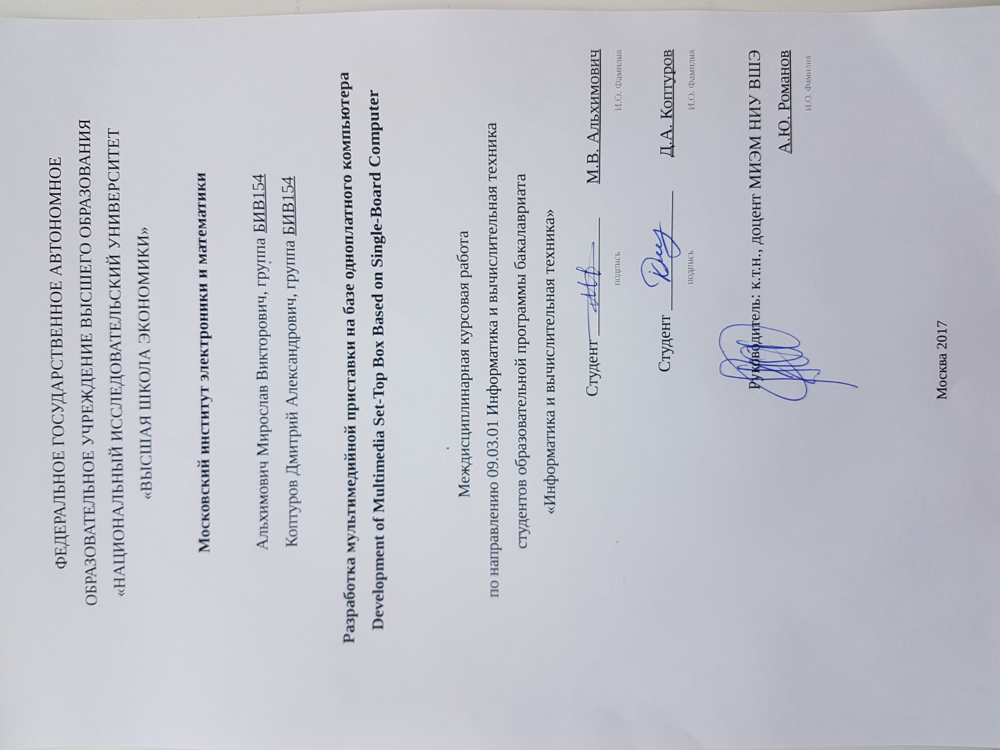 ФЕДЕРАЛЬНОЕ ГОСУДАРСТВЕННОЕ АВТОНОМНОЕ
ОБРАЗОВАТЕЛЬНОЕ УЧРЕЖДЕНИЕ ВЫСШЕГО ОБРАЗОВАНИЯ
«НАЦИОНАЛЬНЫЙ ИССЛЕДОВАТЕЛЬСКИЙ УНИВЕРСИТЕТ
«ВЫСШАЯ ШКОЛА ЭКОНОМИКИ»
Московский институт электроники и математики
Альхимович Мирослав Викторович, группа БИВ154
Коптуров Дмитрий Александрович, группа БИВ154
Разработка мультимедийной приставки на базе одноплатного компьютера
Development of Multimedia Set-Top Box Based on Single-Board Computer
Междисциплинарная курсовая работа
по направлению 09.03.01 Информатика и вычислительная техника
студентов образовательной программы бакалавриата
«Информатика и вычислительная техника»
Студент М.В. Альхимович
подпись И.О. Фамилия
Студент Д.А. Коптуров
подпись И.О. Фамилия
Руководитель: к.т.н., доцент МИЭМ НИУ ВШЭ
А.Ю. Романов
И.О. Фамилия
Москва 2017